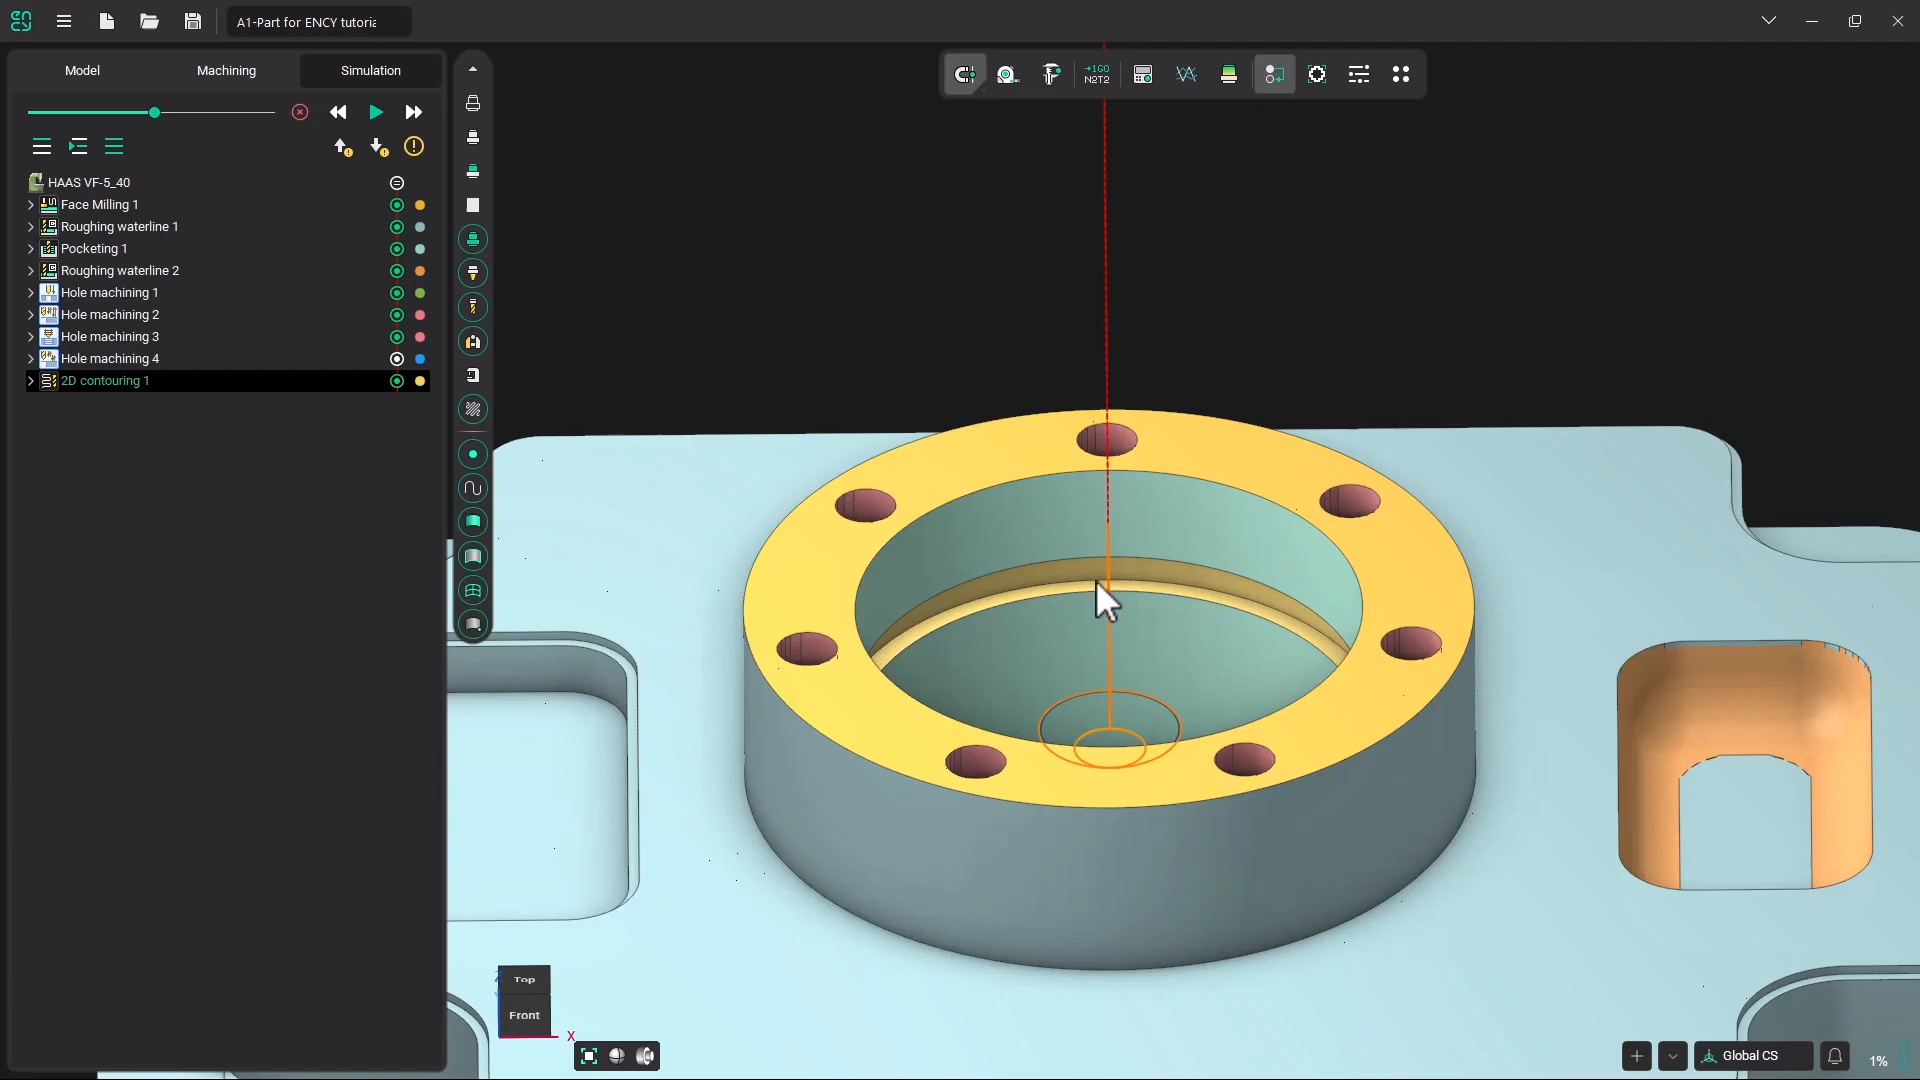 A1-Part for ENCY tutoria
Model
Machining
Simulation
→1G0
N2T2
HAAS VF-5_40
Face Milling 1
Roughing waterline 1
Pocketing 1
Roughing waterline 2
Hole machining 1
Hole machining 2
Hole machining 3
Hole machining 4
2D contouring 1
Z
Top
Front
X
Global CS
1%